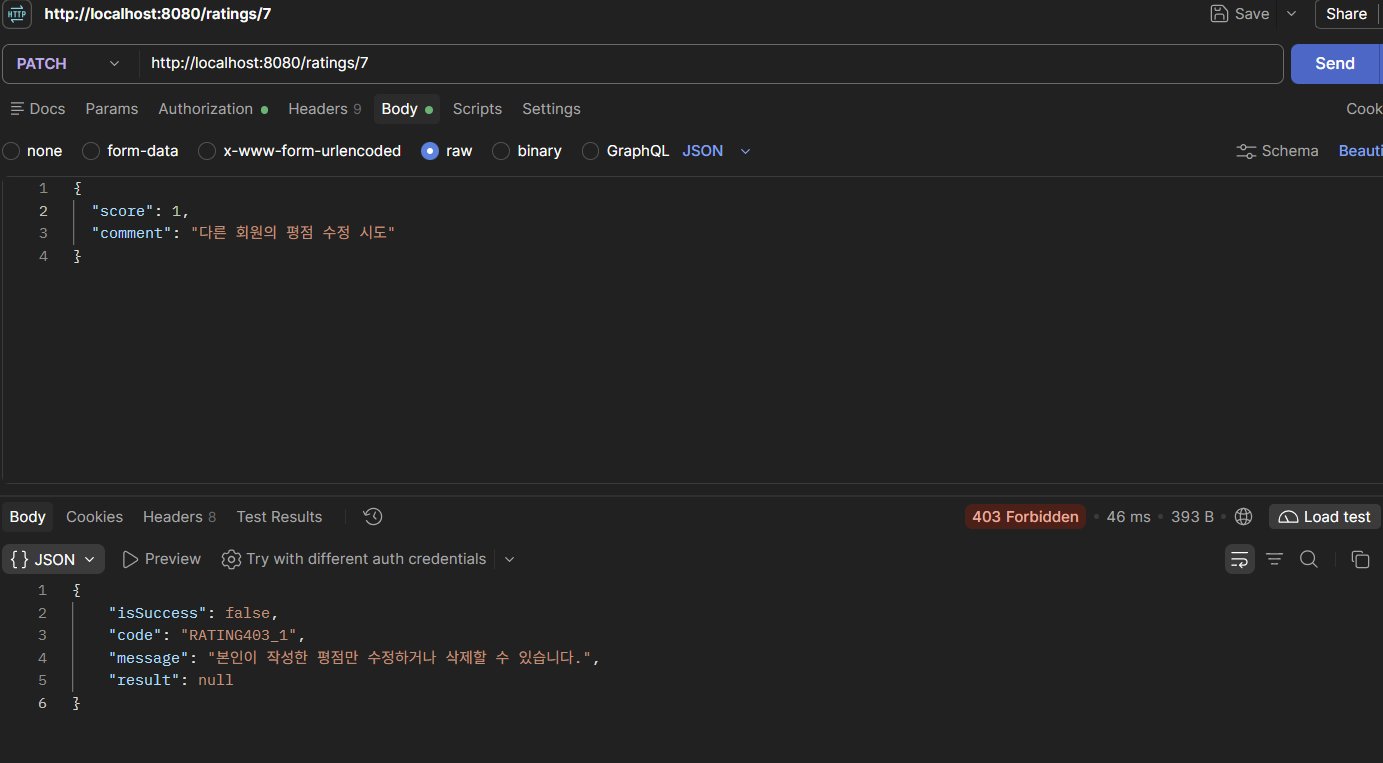 HTTP http://localhost:8080/ratings/7 Save Share
PATCH http://localhost:8080/ratings/7 Send
Docs Params Authorization Headers 9 Body Scripts Settings Cook
none form-data x-www-form-urlencoded raw binary GraphQL JSON Schema Beauti
1 {
2 "score": 1,
3 "comment": "다른 회원의 평점 수정 시도"
4 }
Body Cookies Headers 8 Test Results 403 Forbidden • 46 ms • 393 B • Load test
{} JSON Preview Try with different auth credentials
1 {
2 "isSuccess": false,
3 "code": "RATING403_1",
4 "message": "본인이 작성한 평점만 수정하거나 삭제할 수 있습니다.",
5 "result": null
6 }